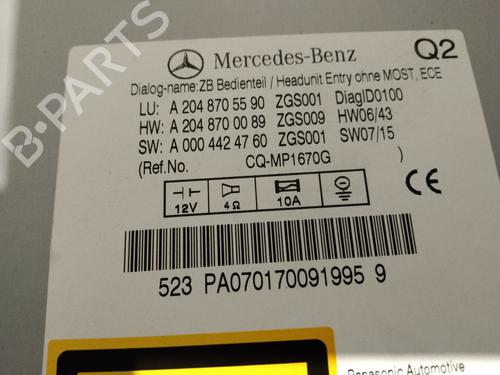 Mercedes-Benz Q2
Dialog-name: ZB Bedienteil / Headunit Entry ohne MOST, ECE
LU: A 204 870 55 90 ZGS001 DiagID0100
HW: A 204 870 00 89 ZGS009 HW06/43
SW: A 000 442 47 60 ZGS001 SW07/15
(Ref.No. CQ-MP1670G )
12V 4Ω 10A
CE
523 PA070170091995 9
Panasonic Automotive
B-PARTS